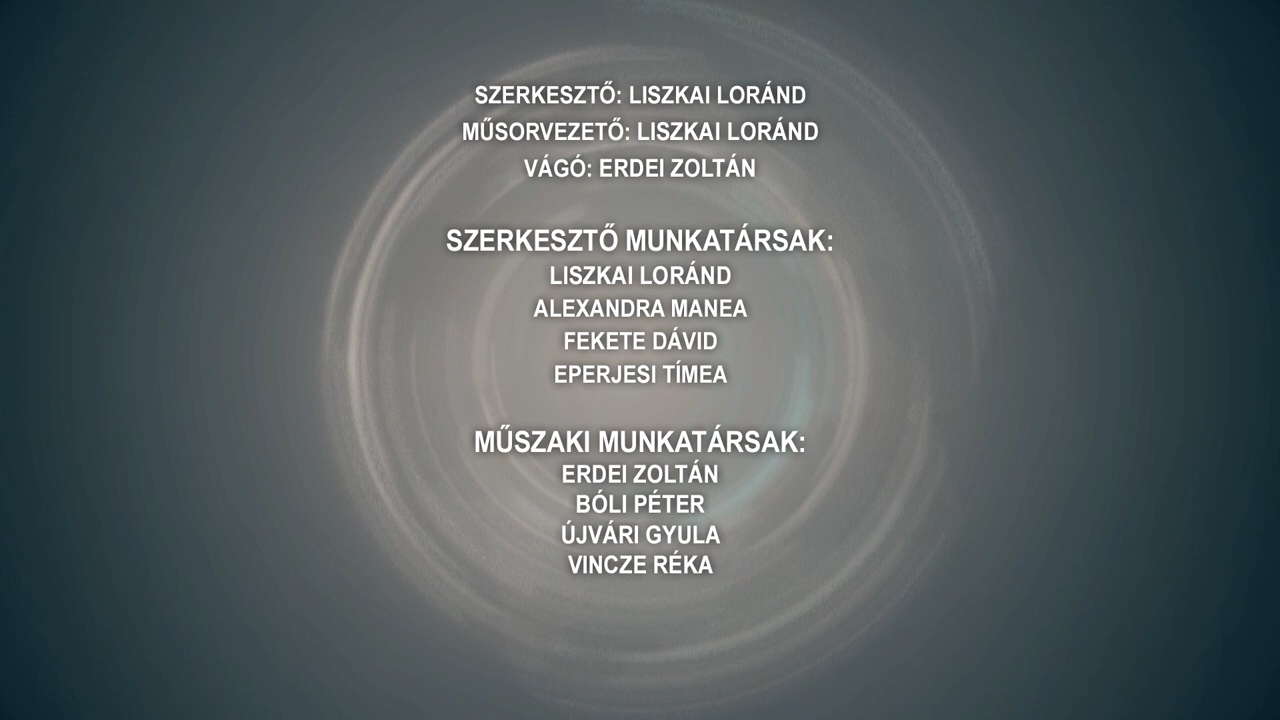 SZERKESZTŐ: LISZKAI LORÁND
MŰSORVEZETŐ: LISZKAI LORÁND
VÁGÓ: ERDEI ZOLTÁN
SZERKESZTŐ MUNKATÁRSAK:
LISZKAI LORÁND
ALEXANDRA MANEA
FEKETE DÁVID
EPERJESI TÍMEA
MŰSZAKI MUNKATÁRSAK:
ERDEI ZOLTÁN
BÓLI PÉTER
ÚJVÁRI GYULA
VINCZE RÉKA